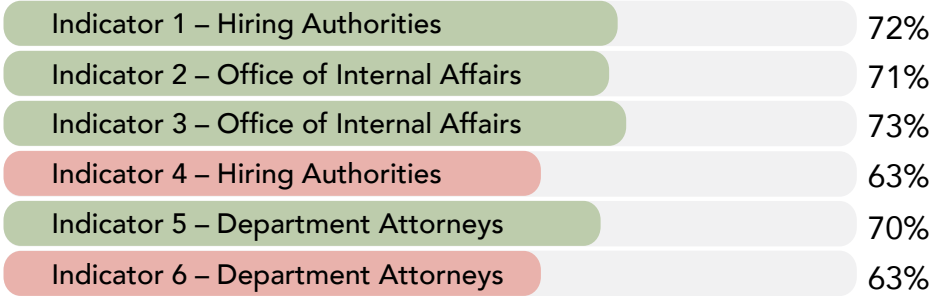 Indicator 1 – Hiring Authorities 72%
Indicator 2 – Office of Internal Affairs 71%
Indicator 3 – Office of Internal Affairs 73%
Indicator 4 – Hiring Authorities 63%
Indicator 5 – Department Attorneys 70%
Indicator 6 – Department Attorneys 63%